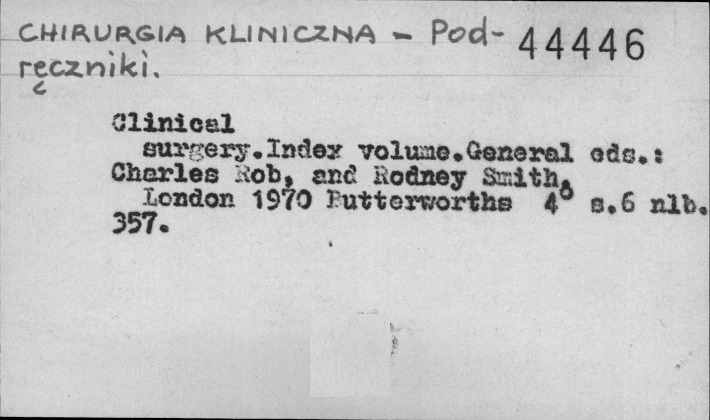 CHIRURGIA KLINICZNA - Pod- 44446
ręczniki.
Clinical
surgery.Index volume.General eds.:
Charles Rob, and Rodney Smith.
London 1970 Butterworths 4° s.6 nlb.
357.